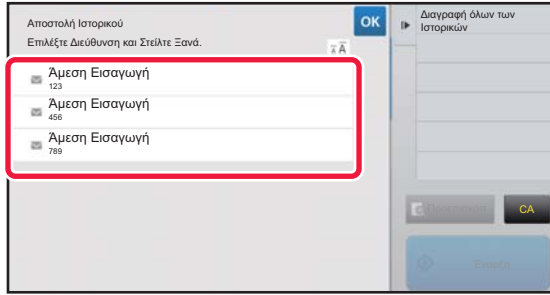 Αποστολή Ιστορικού
Επιλέξτε Διεύθυνση και Στείλτε Ξανά.
OK
A A
Άμεση Εισαγωγή
123
Άμεση Εισαγωγή
456
Άμεση Εισαγωγή
789
Διαγραφή όλων των
Ιστορικών
CA
Έναρξη